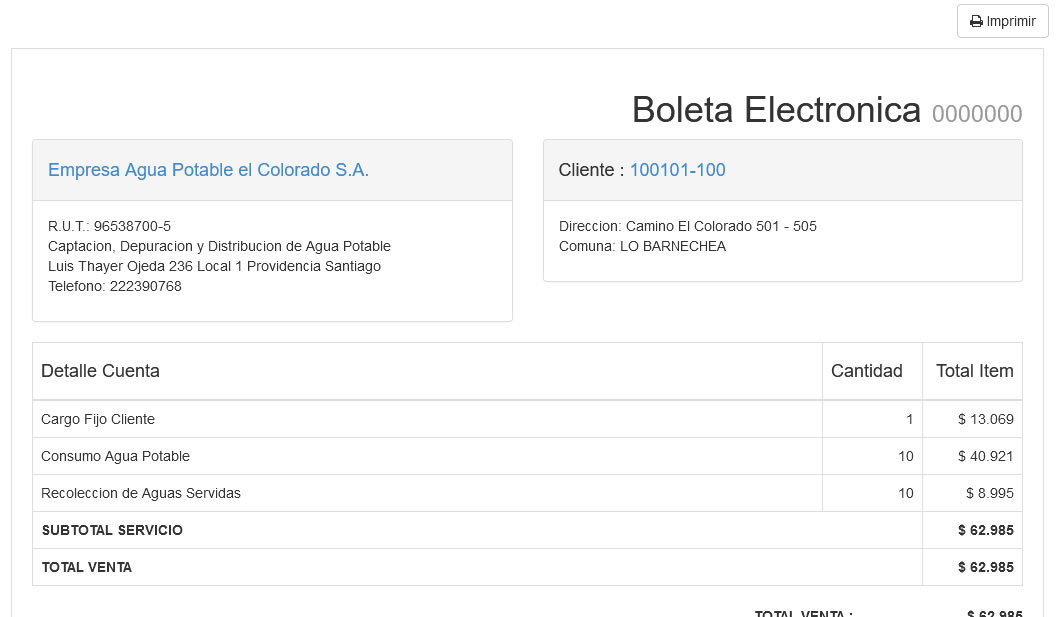 Imprimir
Boleta Electronica 0000000
Empresa Agua Potable el Colorado S.A.
R.U.T.: 96538700-5
Captacion, Depuracion y Distribucion de Agua Potable
Luis Thayer Ojeda 236 Local 1 Providencia Santiago
Telefono: 222390768
Cliente : 100101-100
Direccion: Camino El Colorado 501 - 505
Comuna: LO BARNECHEA
Detalle Cuenta Cantidad Total Item
Cargo Fijo Cliente 1 $ 13.069
Consumo Agua Potable 10 $ 40.921
Recoleccion de Aguas Servidas 10 $ 8.995
SUBTOTAL SERVICIO $ 62.985
TOTAL VENTA $ 62.985
TOTAL VENTA : $ 62.985